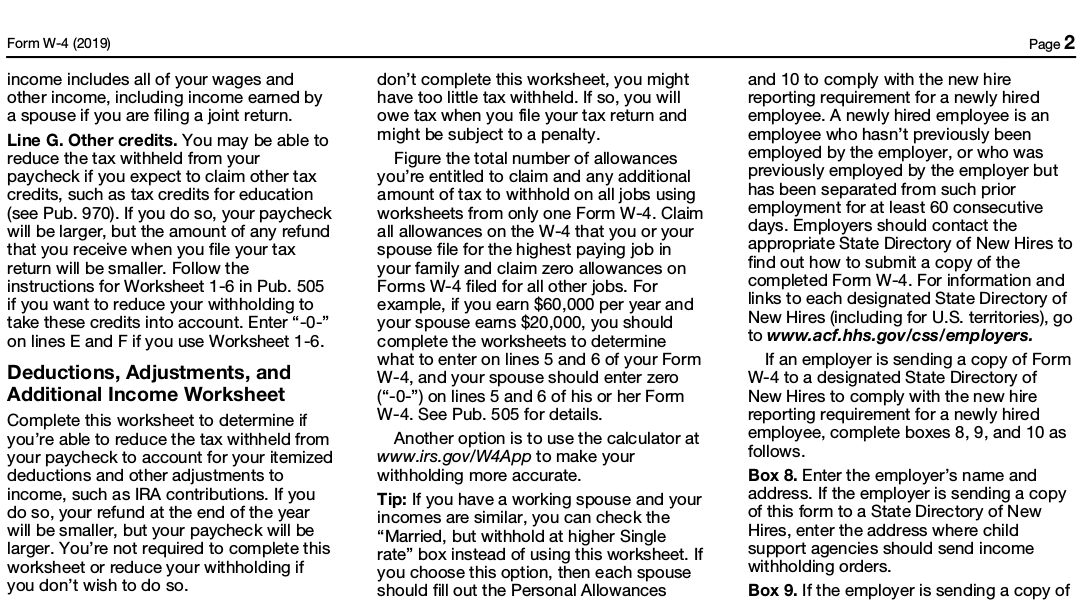 Form W-4 (2019)
Page 2
income includes all of your wages and
other income, including income earned by
a spouse if you are filing a joint return.
Line G. Other credits. You may be able to
reduce the tax withheld from your
paycheck if you expect to claim other tax
credits, such as tax credits for education
(see Pub. 970). If you do so, your paycheck
will be larger, but the amount of any refund
that you receive when you file your tax
return will be smaller. Follow the
instructions for Worksheet 1-6 in Pub. 505
if you want to reduce your withholding to
take these credits into account. Enter “-0-”
on lines E and F if you use Worksheet 1-6.
Deductions, Adjustments, and
Additional Income Worksheet
Complete this worksheet to determine if
you’re able to reduce the tax withheld from
your paycheck to account for your itemized
deductions and other adjustments to
income, such as IRA contributions. If you
do so, your refund at the end of the year
will be smaller, but your paycheck will be
larger. You’re not required to complete this
worksheet or reduce your withholding if
you don’t wish to do so.
don’t complete this worksheet, you might
have too little tax withheld. If so, you will
owe tax when you file your tax return and
might be subject to a penalty.
Figure the total number of allowances
you’re entitled to claim and any additional
amount of tax to withhold on all jobs using
worksheets from only one Form W-4. Claim
all allowances on the W-4 that you or your
spouse file for the highest paying job in
your family and claim zero allowances on
Forms W-4 filed for all other jobs. For
example, if you earn $60,000 per year and
your spouse earns $20,000, you should
complete the worksheets to determine
what to enter on lines 5 and 6 of your Form
W-4, and your spouse should enter zero
(“-0-”) on lines 5 and 6 of his or her Form
W-4. See Pub. 505 for details.
Another option is to use the calculator at
www.irs.gov/W4App to make your
withholding more accurate.
Tip: If you have a working spouse and your
incomes are similar, you can check the
“Married, but withhold at higher Single
rate” box instead of using this worksheet. If
you choose this option, then each spouse
should fill out the Personal Allowances
and 10 to comply with the new hire
reporting requirement for a newly hired
employee. A newly hired employee is an
employee who hasn’t previously been
employed by the employer, or who was
previously employed by the employer but
has been separated from such prior
employment for at least 60 consecutive
days. Employers should contact the
appropriate State Directory of New Hires to
find out how to submit a copy of the
completed Form W-4. For information and
links to each designated State Directory of
New Hires (including for U.S. territories), go
to www.acf.hhs.gov/css/employers.
If an employer is sending a copy of Form
W-4 to a designated State Directory of
New Hires to comply with the new hire
reporting requirement for a newly hired
employee, complete boxes 8, 9, and 10 as
follows.
Box 8. Enter the employer’s name and
address. If the employer is sending a copy
of this form to a State Directory of New
Hires, enter the address where child
support agencies should send income
withholding orders.
Box 9. If the employer is sending a copy of